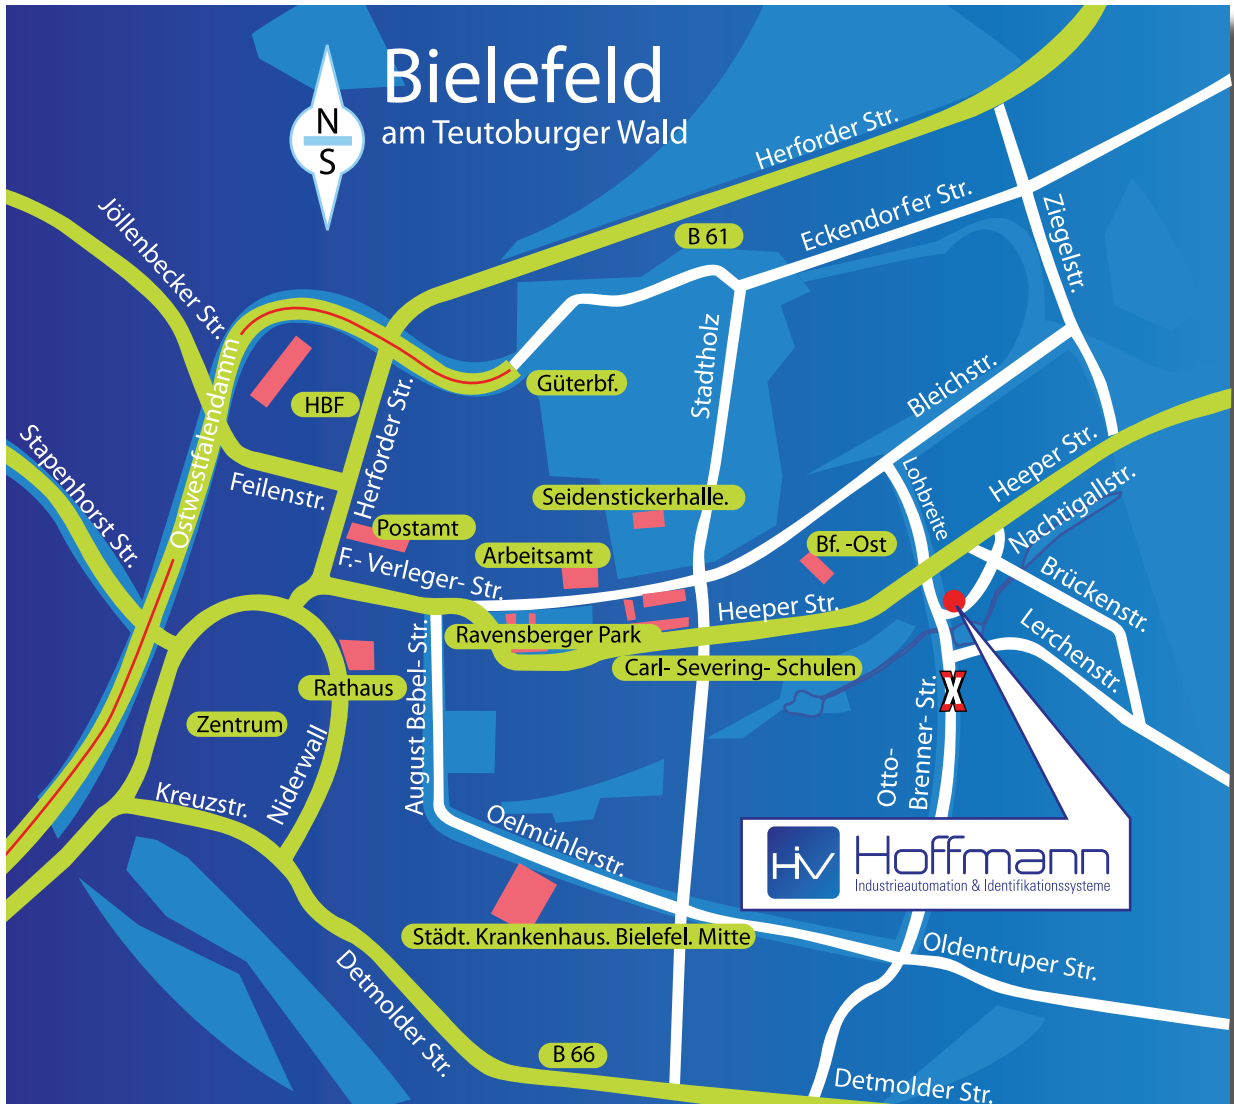 Bielefeld
am Teutoburger Wald
N
S
Herforder Str.
B 61
Eckendorfer Str.
Ziegelstr.
Jöllenbecker Str.
Ostwestfalendamm
HBF
Güterbf.
Stadtholz
Bleichstr.
Herforder Str.
Stapenhorst Str.
Feilenstr.
Lohbreite
Heeper Str.
Nachtigallstr.
Seidenstickerhalle.
Postamt
Arbeitsamt
Bf. -Ost
F.- Verleger- Str.
Heeper Str.
Brückenstr.
Lerchenstr.
Ravensberger Park
Carl- Severing- Schulen
Rathaus
Zentrum
Niderwall
August Bebel- Str.
X
Otto-
Brenner- Str.
Kreuzstr.
Oelmühlerstr.
HIV Hoffmann
Industrieautomation & Identifikationssysteme
Städt. Krankenhaus. Bielefel. Mitte
Oldentruper Str.
Detmolder Str.
B 66
Detmolder Str.